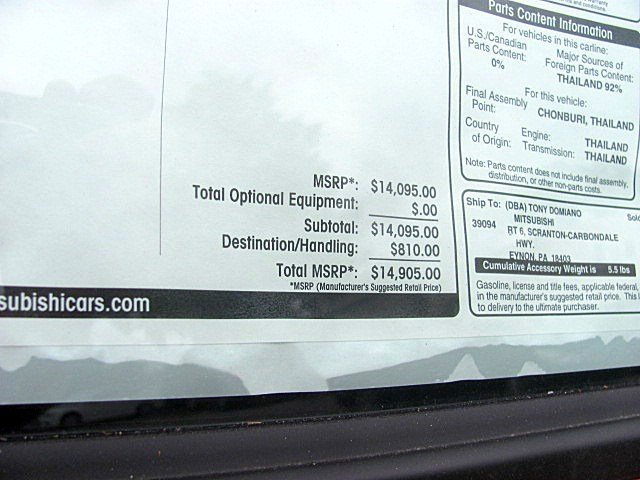 and conditions.
Parts Content Information
For vehicles in this carline:
U.S./Canadian
Parts Content:
0%
Major Sources of
Foreign Parts Content:
THAILAND 92%
For this vehicle:
Final Assembly
Point:
CHONBURI, THAILAND
Country
of Origin:
Engine: THAILAND
Transmission: THAILAND
Note: Parts content does not include final assembly,
distribution, or other non-parts costs.
MSRP*: $14,095.00
Total Optional Equipment: $.00
Subtotal: $14,095.00
Destination/Handling: $810.00
Total MSRP*: $14,905.00
*MSRP (Manufacturer's Suggested Retail Price)
subishicars.com
Ship To: (DBA) TONY DOMIANO
39094 MITSUBISHI
RT 6, SCRANTON-CARBONDALE
HWY.
EYNON, PA 18403
Sol
Cumulative Accessory Weight is 5.5 lbs
Gasoline, license and title fees, applicable federal,
in the manufacturer's suggested retail price. This l
to delivery to the ultimate purchaser.